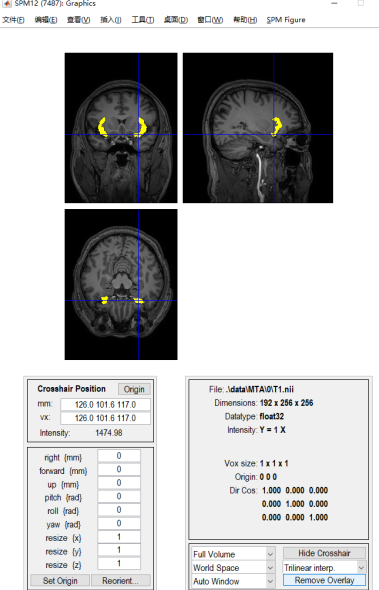 SPM12 (7487): Graphics
文件(F) 编辑(E) 查看(V) 插入(I) 工具(T) 桌面(D) 窗口(W) 帮助(H) SPM Figure
Crosshair Position Origin
mm: 126.0 101.6 117.0
vx: 126.0 101.6 117.0
Intensity: 1474.98
right {mm} 0
forward {mm} 0
up {mm} 0
pitch {rad} 0
roll {rad} 0
yaw {rad} 0
resize {x} 1
resize {y} 1
resize {z} 1
Set Origin Reorient...
File: .\data\MTA\0\T1.nii
Dimensions: 192 x 256 x 256
Datatype: float32
Intensity: Y = 1 X
Vox size: 1 x 1 x 1
Origin: 0 0 0
Dir Cos: 1.000 0.000 0.000
0.000 1.000 0.000
0.000 0.000 1.000
Full Volume Hide Crosshair
World Space Trilinear interp.
Auto Window Remove Overlay